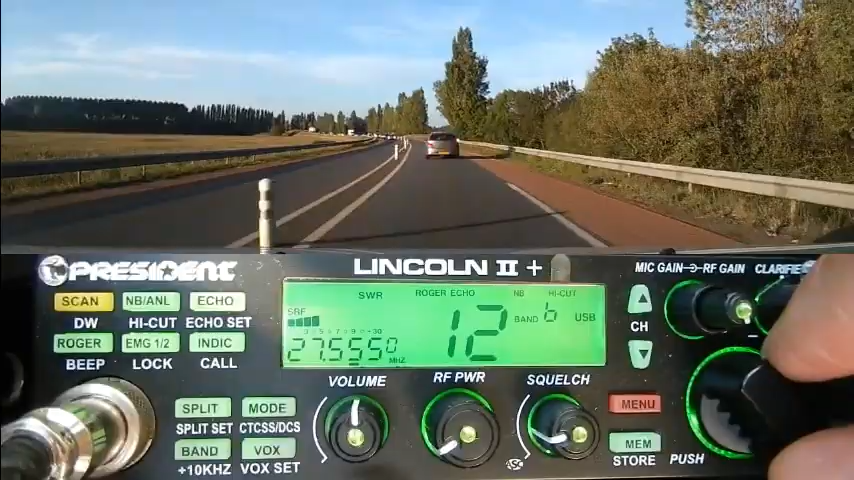 PRESIDENT
LINCOLN II +
MIC GAIN RF GAIN CLARIFIER
SCAN NB/ANL ECHO
DW HI-CUT ECHO SET
ROGER EMG 1/2 INDIC
BEEP LOCK CALL
SWR ROGER ECHO NB HI-CUT
SRF
12 BAND 6 USB
27.5550 MHZ
CH
VOLUME RF PWR SQUELCH
SPLIT MODE
SPLIT SET CTCSS/DCS
BAND VOX
+10KHZ VOX SET
MENU
MEM
STORE PUSH
ASC